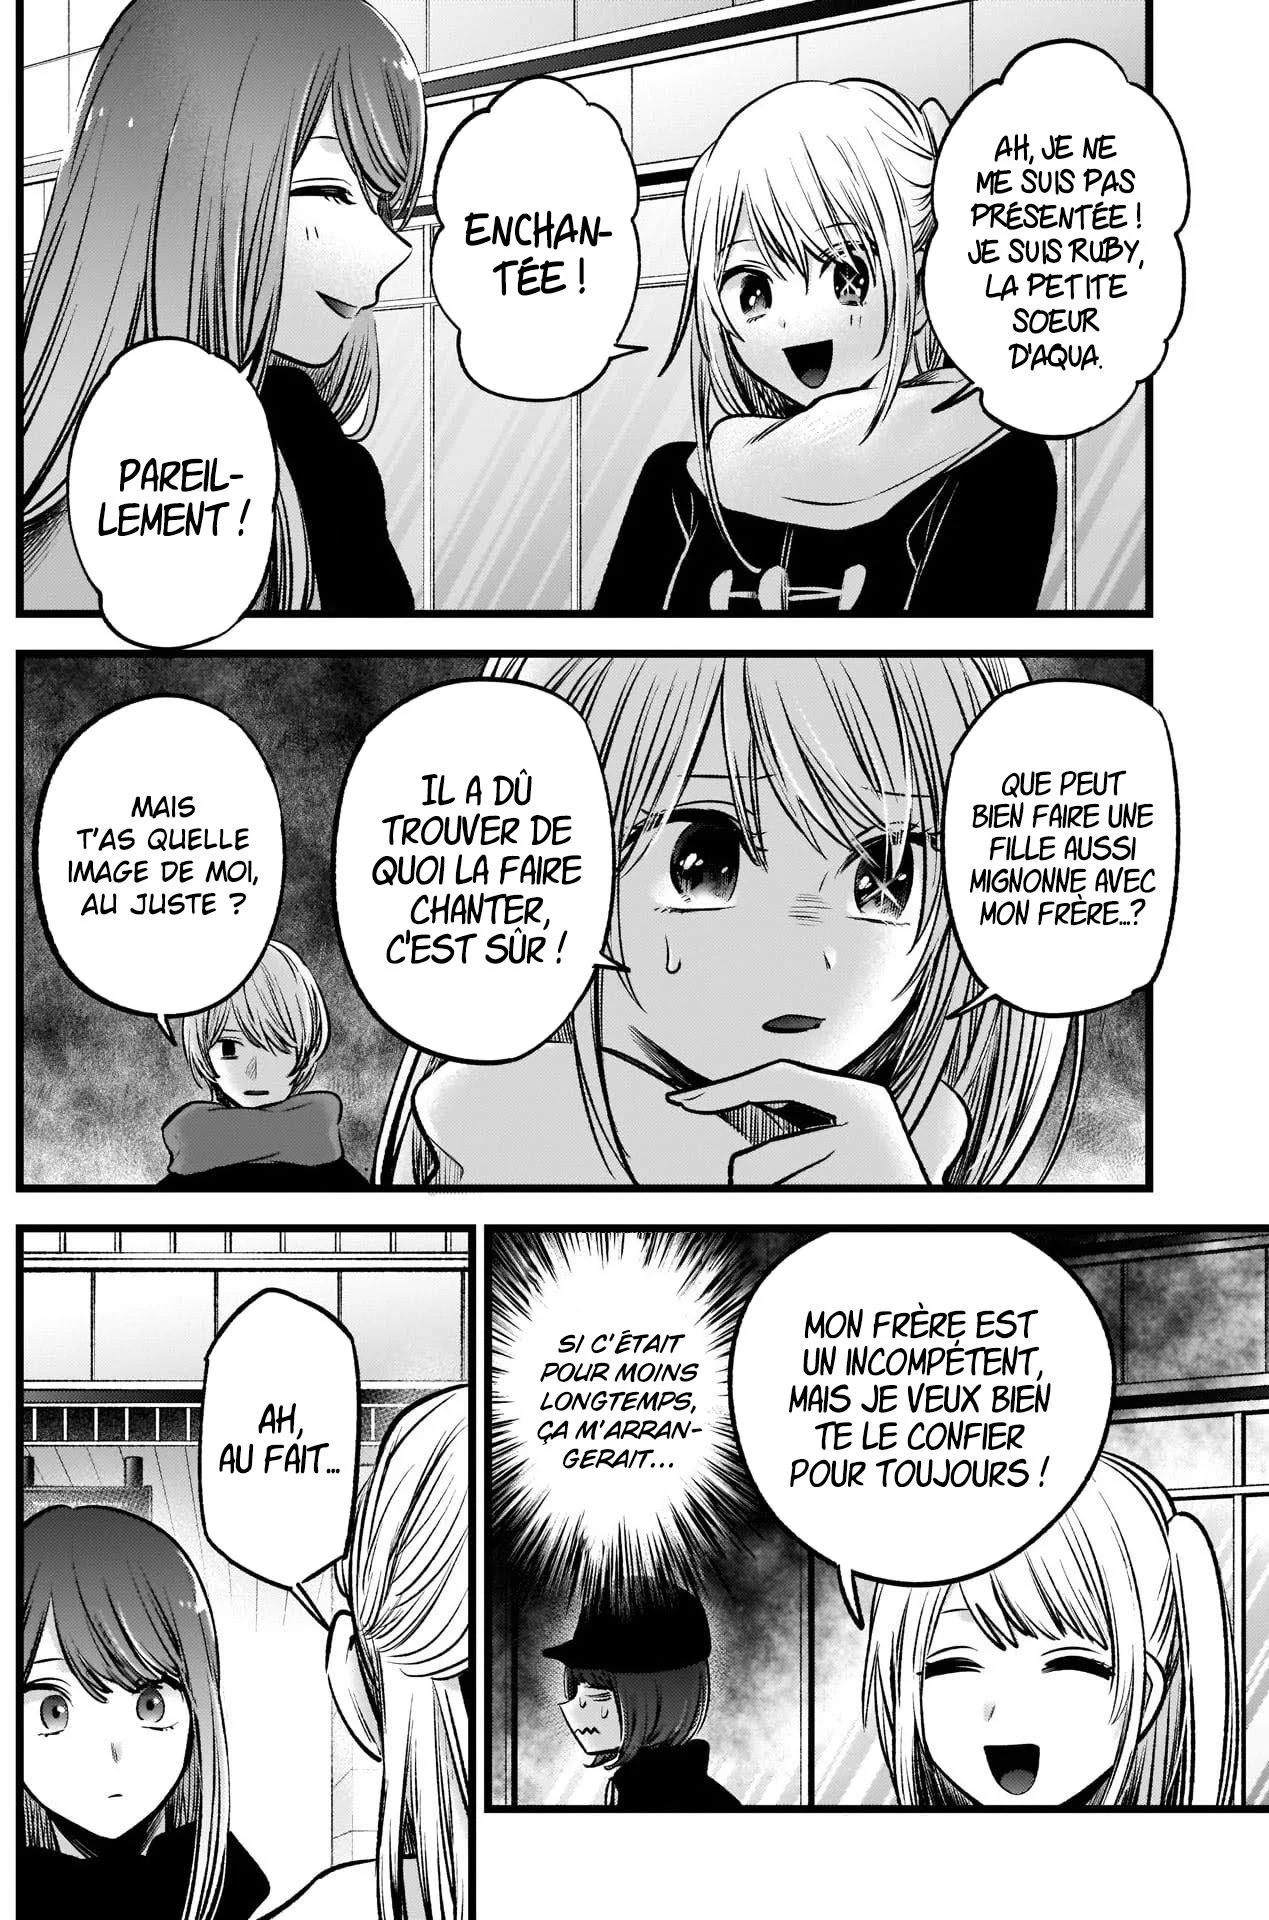 AH, JE NE
ME SUIS PAS
PRÉSENTÉE !
JE SUIS RUBY,
LA PETITE
SOEUR
D'AQUA.
ENCHAN-
TÉE !
PAREIL-
LEMENT !
QUE PEUT
BIEN FAIRE UNE
FILLE AUSSI
MIGNONNE AVEC
MON FRÈRE...?
IL A DÛ
TROUVER DE
QUOI LA FAIRE
CHANTER,
C'EST SÛR !
MAIS
T'AS QUELLE
IMAGE DE MOI,
AU JUSTE ?
MON FRÈRE EST
UN INCOMPÉTENT,
MAIS JE VEUX BIEN
TE LE CONFIER
POUR TOUJOURS !
SI C'ÉTAIT
POUR MOINS
LONGTEMPS,
ÇA M'ARRAN-
GERAIT...
AH,
AU FAIT...